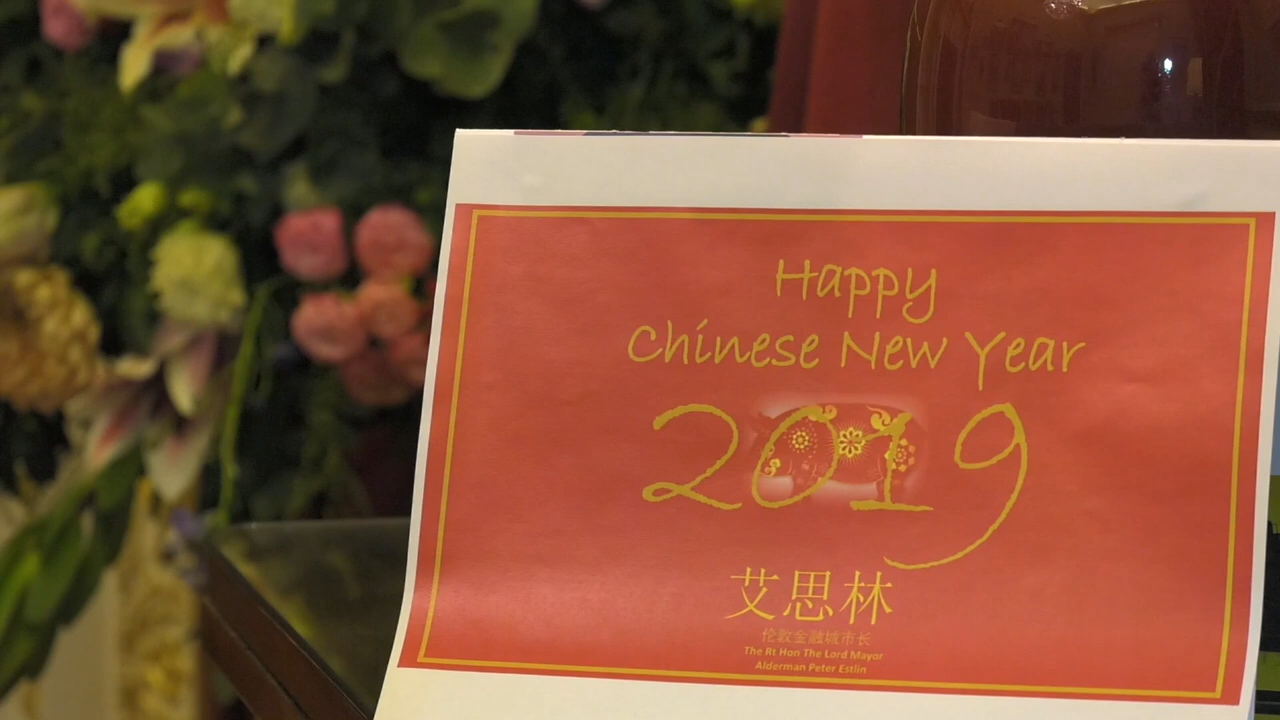 Happy
Chinese New Year
2019
艾思林
伦敦金融城市长
The Rt Hon The Lord Mayor
Alderman Peter Estlin